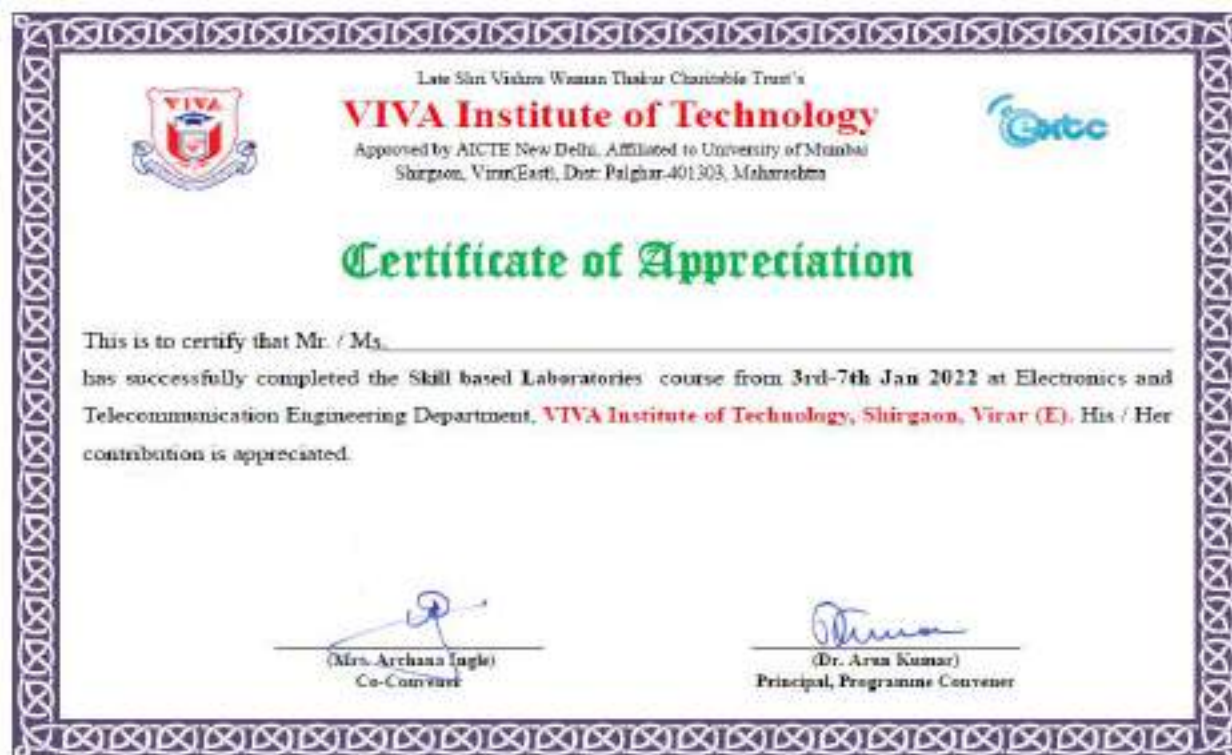 Late Shri Vishnu Waman Thakur Charitable Trust's
VIVA
VIVA Institute of Technology
extc
Approved by AICTE New Delhi, Affiliated to University of Mumbai
Shirgaon, Virar(East), Dist: Palghar-401303, Maharashtra
Certificate of Appreciation
This is to certify that Mr. / Ms.
has successfully completed the Skill based Laboratories course from 3rd-7th Jan 2022 at Electronics and
Telecommunication Engineering Department, VIVA Institute of Technology, Shirgaon, Virar (E). His / Her
contribution is appreciated.
(Mrs. Archana Ingle)
Co-Convener
(Dr. Arun Kumar)
Principal, Programme Convener